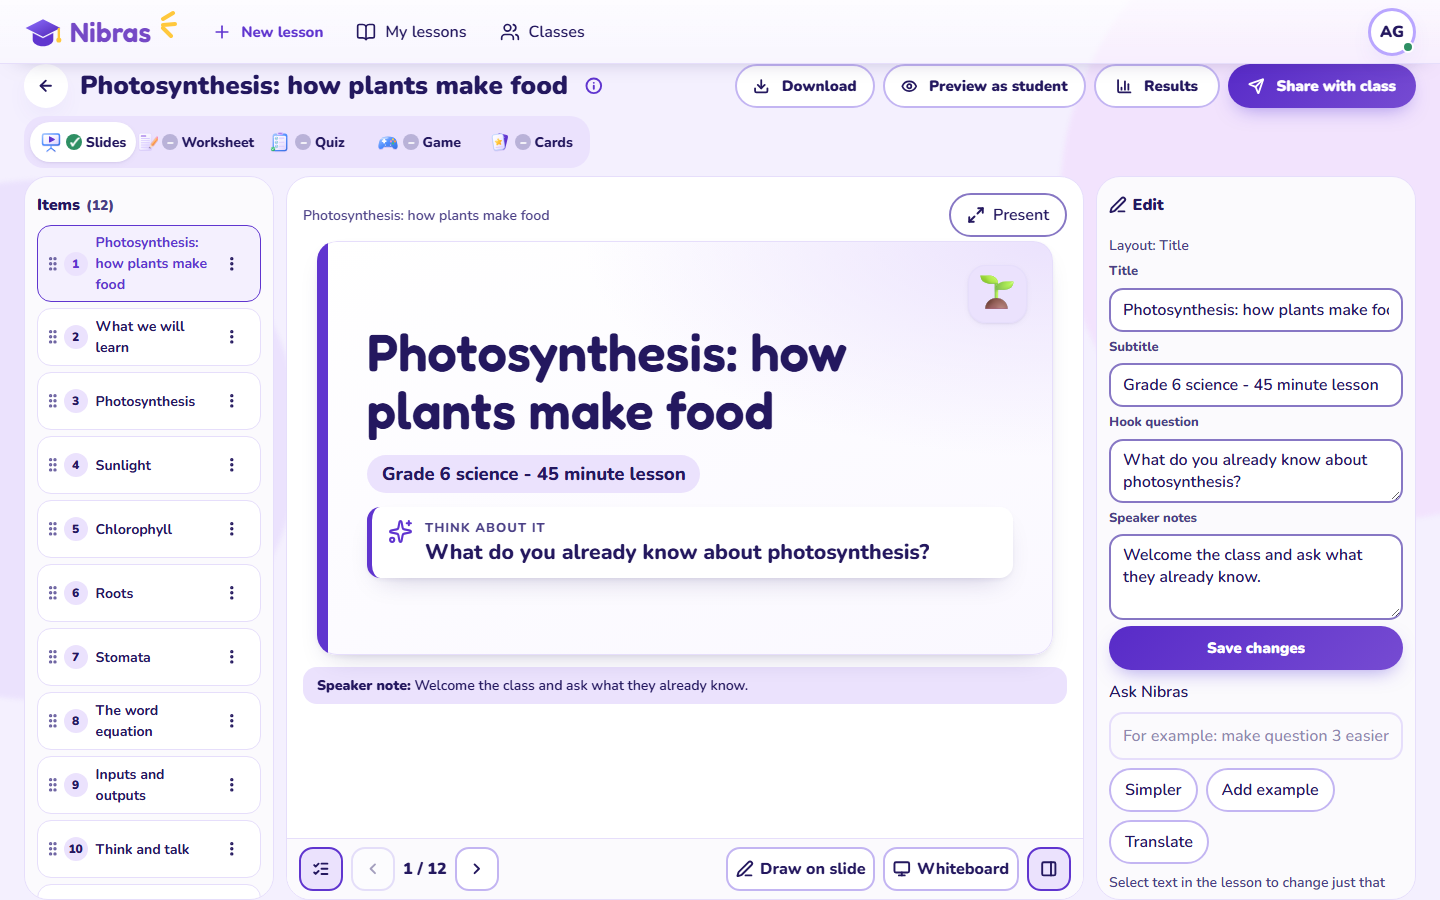 Nibras
New lesson
My lessons
Classes
AG
Photosynthesis: how plants make food
Download
Preview as student
Results
Share with class
Slides
Worksheet
Quiz
Game
Cards
Items (12)
1
Photosynthesis:
how plants make
food
2
What we will
learn
3
Photosynthesis
4
Sunlight
5
Chlorophyll
6
Roots
7
Stomata
8
The word
equation
9
Inputs and
outputs
10
Think and talk
Photosynthesis: how plants make food
Present
Photosynthesis: how
plants make food
Grade 6 science - 45 minute lesson
THINK ABOUT IT
What do you already know about photosynthesis?
Speaker note: Welcome the class and ask what they already know.
1 / 12
Draw on slide
Whiteboard
Edit
Layout: Title
Title
Photosynthesis: how plants make
Subtitle
Grade 6 science - 45 minute lesson
Hook question
What do you already know about
photosynthesis?
Speaker notes
Welcome the class and ask what
they already know.
Save changes
Ask Nibras
For example: make question 3 easier
Simpler
Add example
Translate
Select text in the lesson to change just that